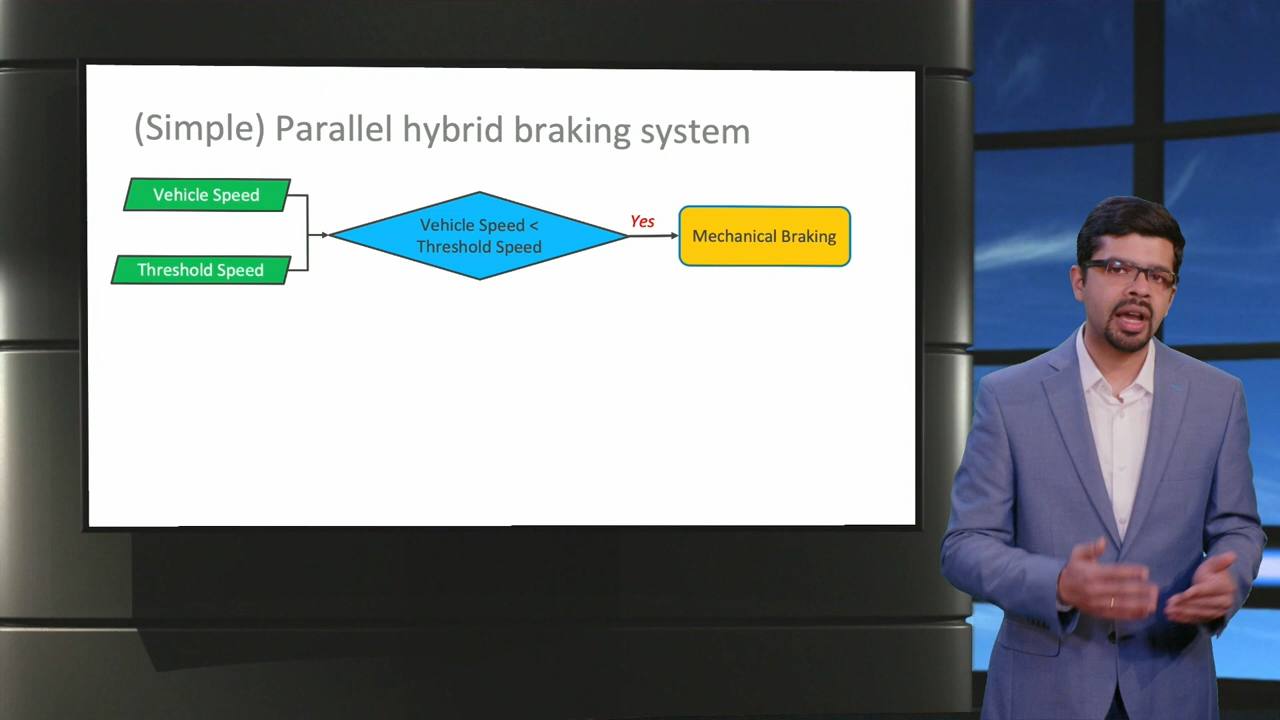 (Simple) Parallel hybrid braking system
Vehicle Speed
Threshold Speed
Vehicle Speed <
Threshold Speed
Yes
Mechanical Braking